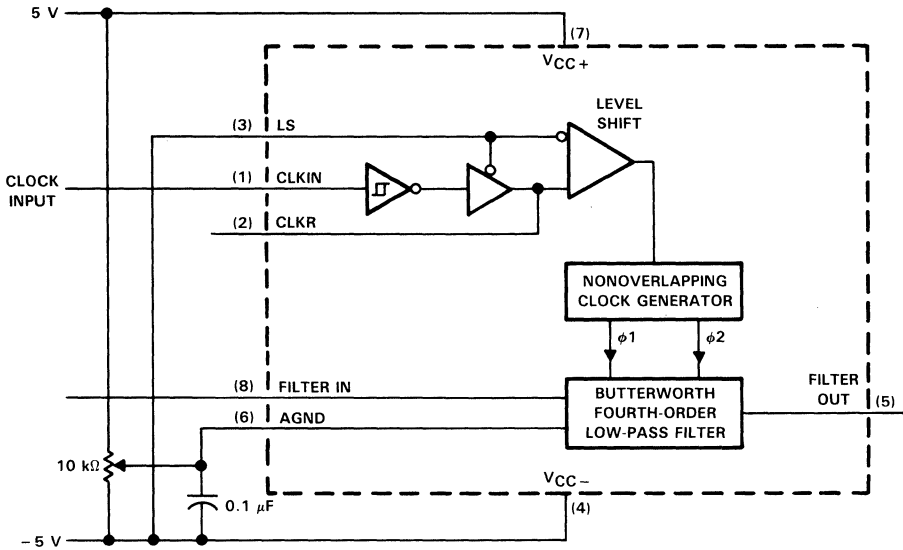 5 V
(7)
VCC+
LEVEL
SHIFT
(3) LS
CLOCK
INPUT
(1) CLKIN
(2) CLKR
NONOVERLAPPING
CLOCK GENERATOR
ϕ1
ϕ2
(8) FILTER IN
FILTER
OUT
(5)
BUTTERWORTH
FOURTH-ORDER
LOW-PASS FILTER
(6) AGND
10 kΩ
0.1 μF
VCC−
(4)
−5 V